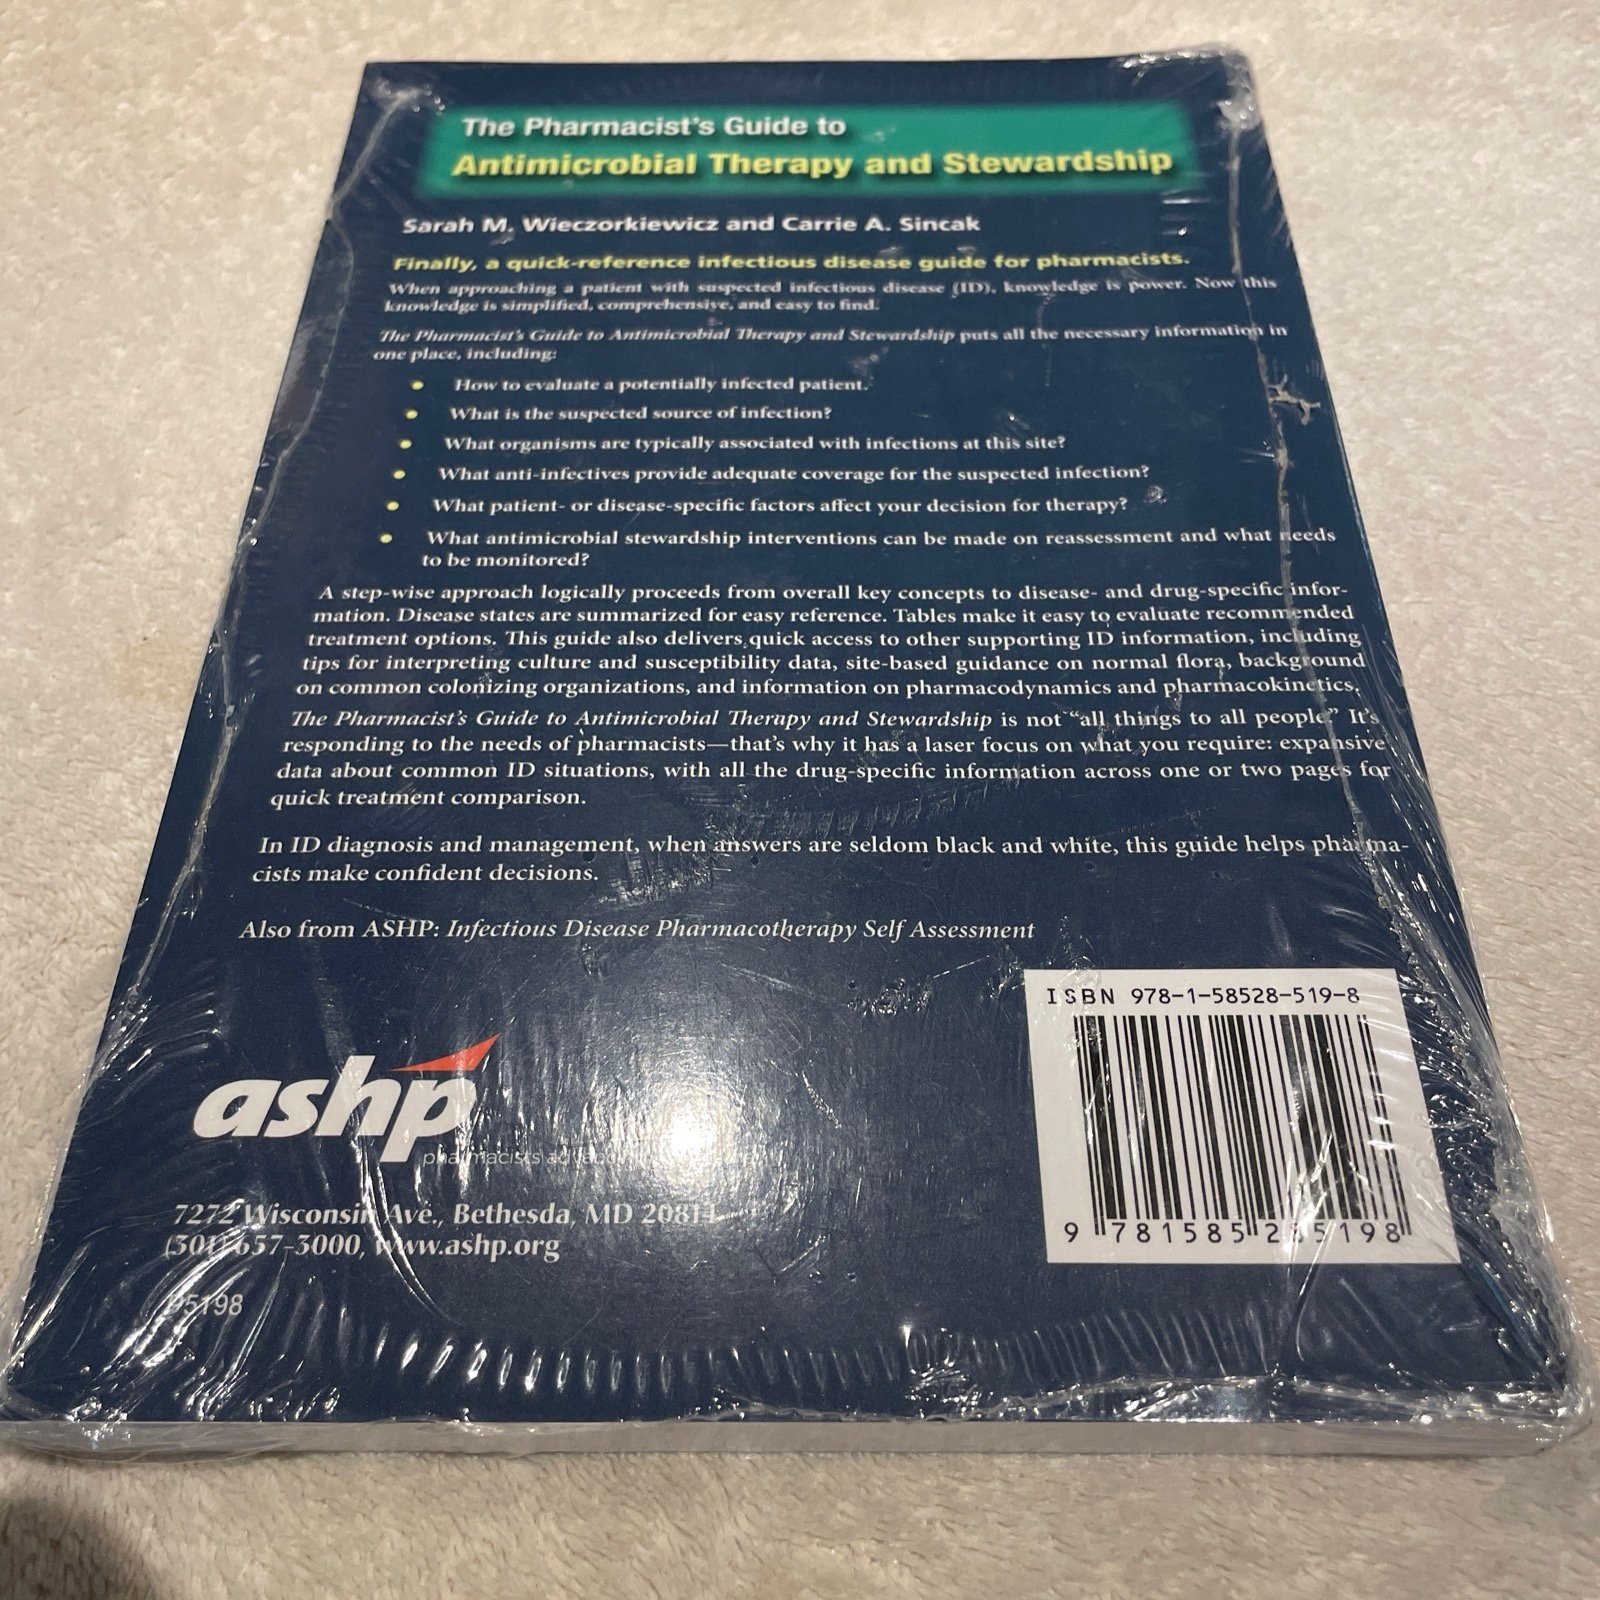 The Pharmacist's Guide to
Antimicrobial Therapy and Stewardship
Sarah M. Wieczorkiewicz and Carrie A. Sincak
Finally, a quick-reference infectious disease guide for pharmacists.
When approaching a patient with suspected infectious disease (ID), knowledge is power. Now this
knowledge is simplified, comprehensive, and easy to find.
The Pharmacist's Guide to Antimicrobial Therapy and Stewardship puts all the necessary information in
one place, including:
• How to evaluate a potentially infected patient.
• What is the suspected source of infection?
• What organisms are typically associated with infections at this site?
• What anti-infectives provide adequate coverage for the suspected infection?
• What patient- or disease-specific factors affect your decision for therapy?
• What antimicrobial stewardship interventions can be made on reassessment and what needs
to be monitored?
A step-wise approach logically proceeds from overall key concepts to disease- and drug-specific infor-
mation. Disease states are summarized for easy reference. Tables make it easy to evaluate recommended
treatment options. This guide also delivers quick access to other supporting ID information, including
tips for interpreting culture and susceptibility data, site-based guidance on normal flora, background
on common colonizing organizations, and information on pharmacodynamics and pharmacokinetics.
The Pharmacist's Guide to Antimicrobial Therapy and Stewardship is not “all things to all people.” It's
responding to the needs of pharmacists—that's why it has a laser focus on what you require: expansive
data about common ID situations, with all the drug-specific information across one or two pages for
quick treatment comparison.
In ID diagnosis and management, when answers are seldom black and white, this guide helps pharma-
cists make confident decisions.
Also from ASHP: Infectious Disease Pharmacotherapy Self Assessment
ISBN 978-1-58528-519-8
ashp
pharmacists
7272 Wisconsin Ave., Bethesda, MD 20814
(301) 657-3000, www.ashp.org
9 781585 285198